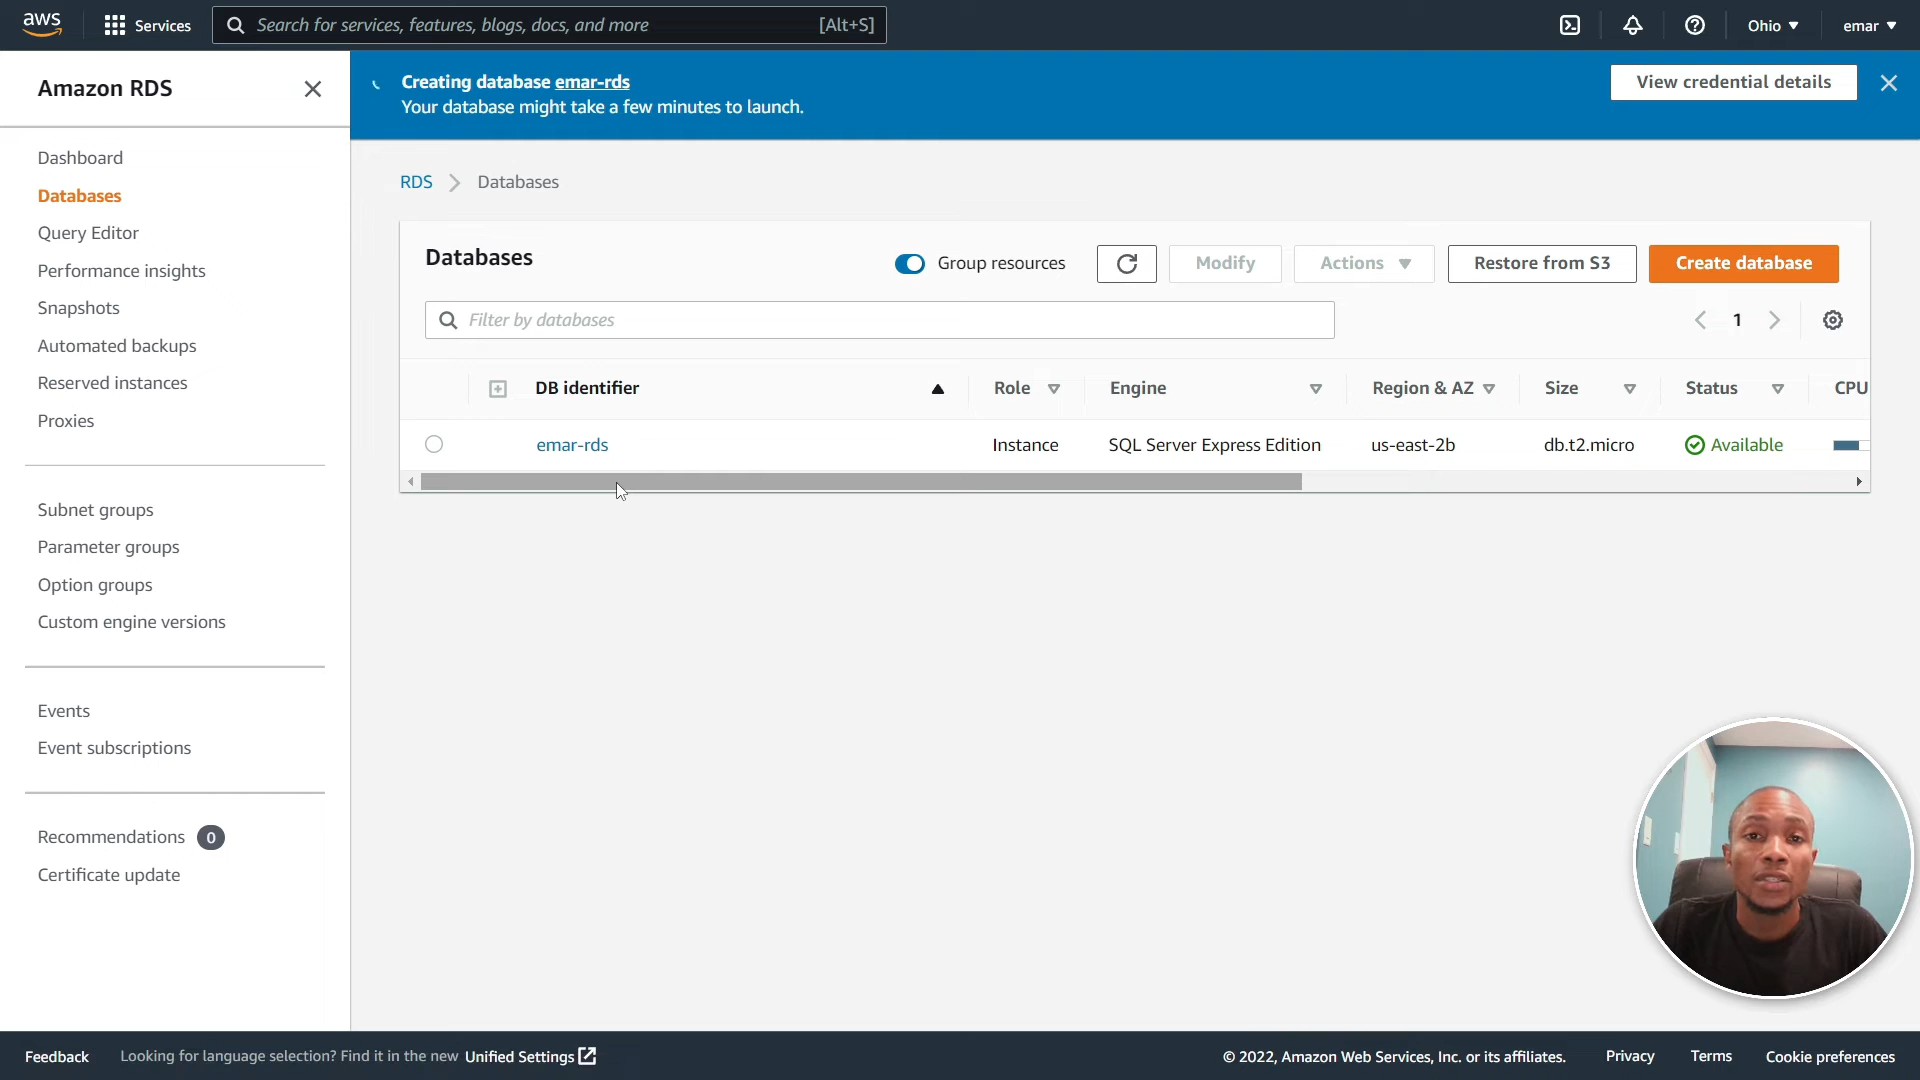 aws
Services
Search for services, features, blogs, docs, and more
[Alt+S]
Ohio
emar
Amazon RDS
Creating database emar-rds
Your database might take a few minutes to launch.
View credential details
Dashboard
Databases
Query Editor
Performance insights
Snapshots
Automated backups
Reserved instances
Proxies
Subnet groups
Parameter groups
Option groups
Custom engine versions
Events
Event subscriptions
Recommendations 0
Certificate update
RDS > Databases
Databases
Group resources
Modify
Actions
Restore from S3
Create database
Filter by databases
1
DB identifier
Role
Engine
Region & AZ
Size
Status
CPU
emar-rds
Instance
SQL Server Express Edition
us-east-2b
db.t2.micro
Available
Feedback
Looking for language selection? Find it in the new Unified Settings
© 2022, Amazon Web Services, Inc. or its affiliates.
Privacy
Terms
Cookie preferences